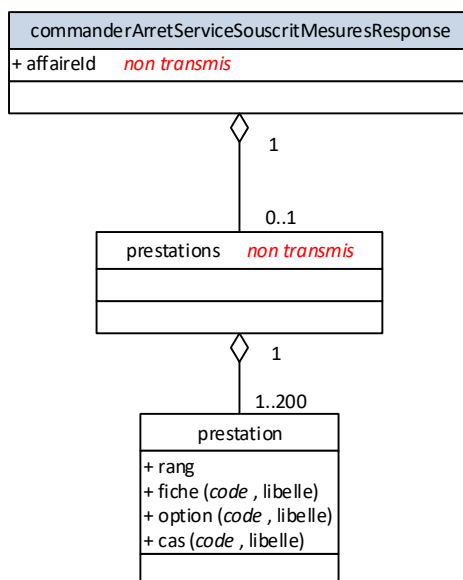 commanderArretServiceSouscritMesuresResponse
+ affaireId non transmis
1
0..1
prestations non transmis
1
1..200
prestation
+ rang
+ fiche (code , libelle)
+ option (code , libelle)
+ cas (code , libelle)